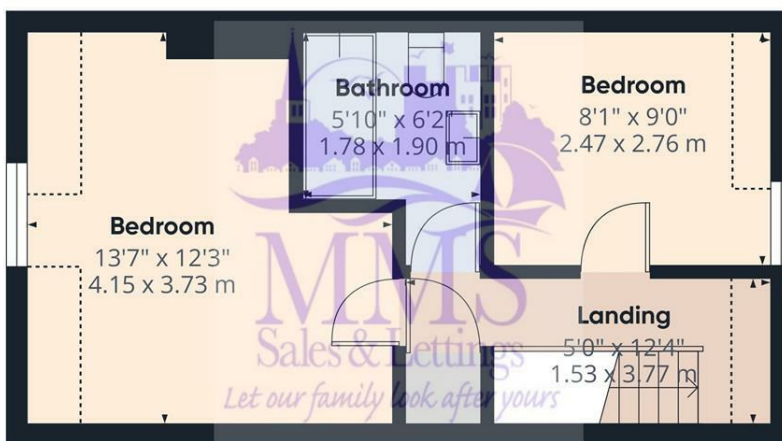 Bathroom
5'10" x 6'2"
1.78 x 1.90 m
Bedroom
8'1" x 9'0"
2.47 x 2.76 m
Bedroom
13'7" x 12'3"
4.15 x 3.73 m
Landing
5'0" x 12'4"
1.53 x 3.77 m
MMS
Sales & Lettings
Let our family look after yours